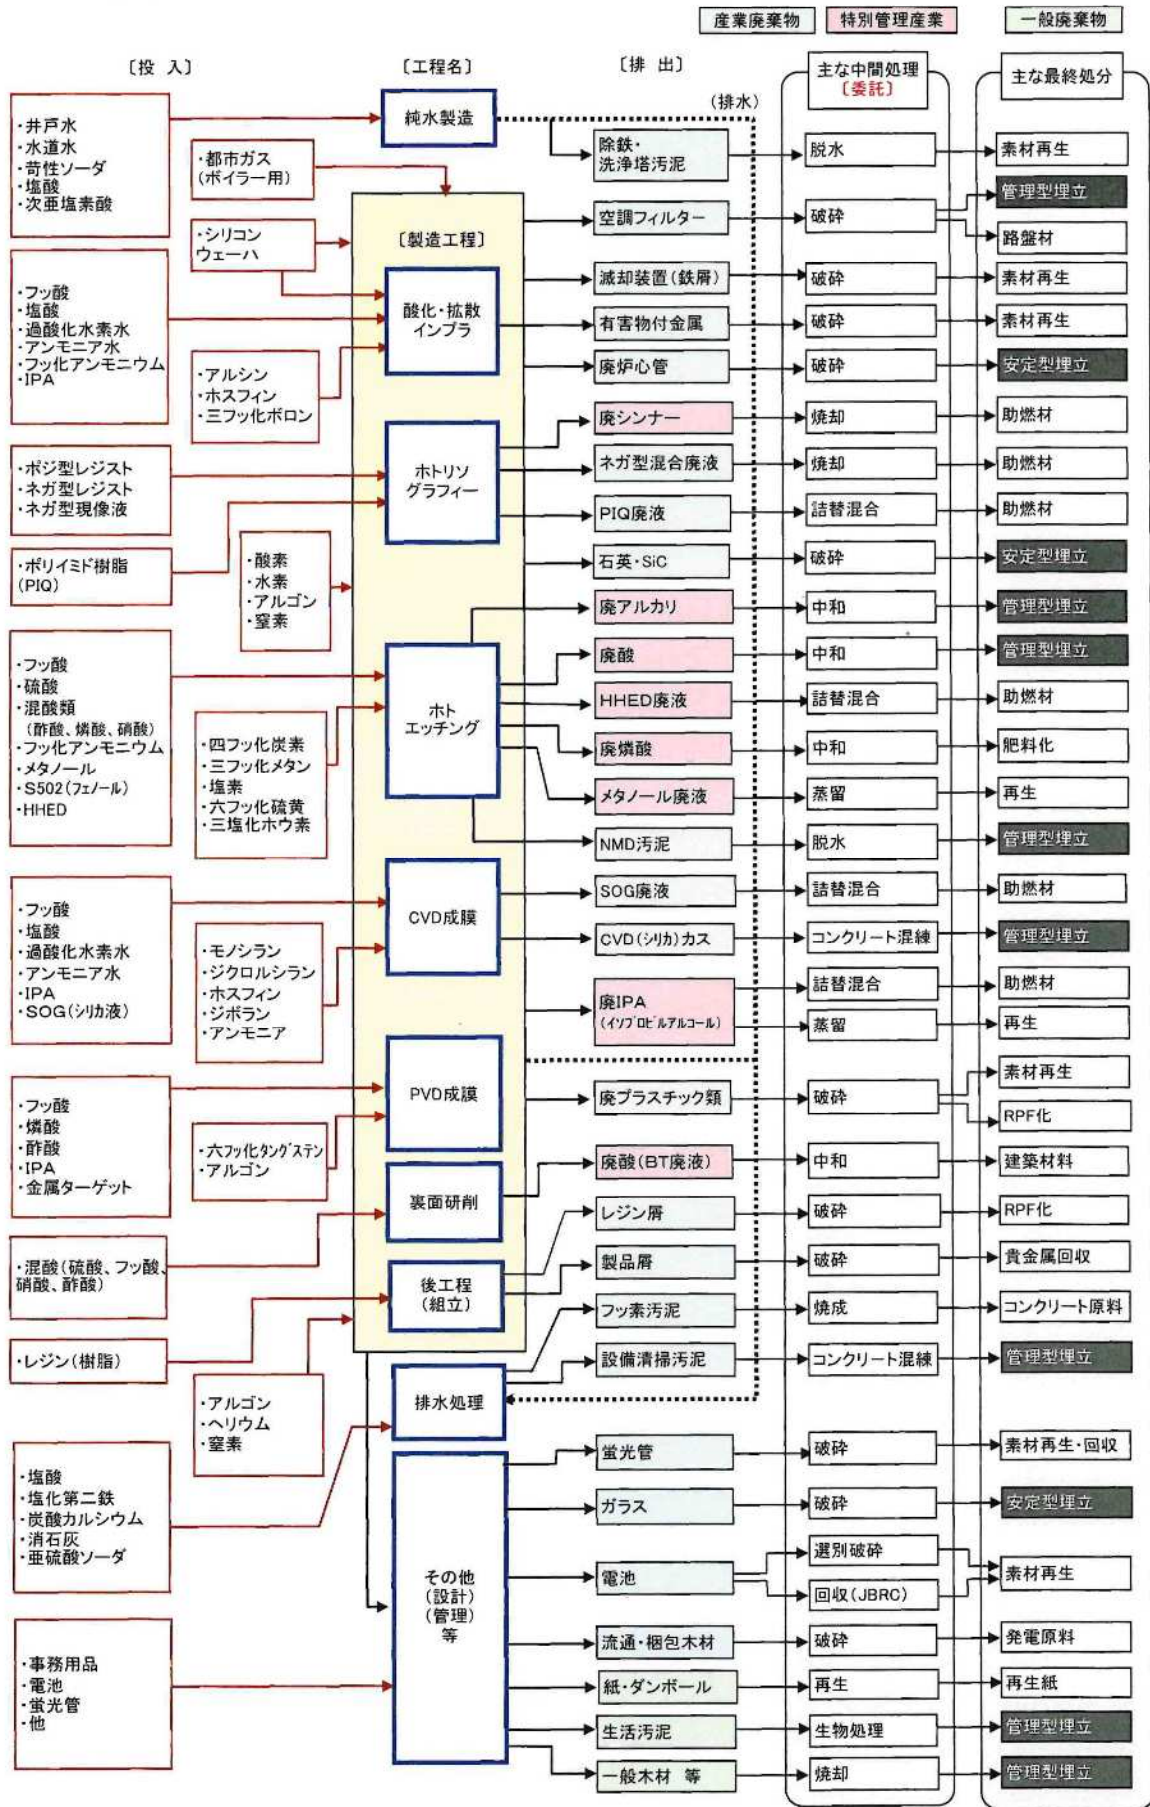 産業廃棄物
特別管理産業
一般廃棄物
〔投 入〕
〔工程名〕
〔排 出〕
主な中間処理
〔委託〕
主な最終処分
(排水)
・井戸水
・水道水
・苛性ソーダ
・塩酸
・次亜塩素酸
・都市ガス
(ボイラー用)
・シリコン
ウェーハ
・フッ酸
・塩酸
・過酸化水素水
・アンモニア水
・フッ化アンモニウム
・IPA
・アルシン
・ホスフィン
・三フッ化ボロン
・ポジ型レジスト
・ネガ型レジスト
・ネガ型現像液
・ポリイミド樹脂
(PIQ)
・酸素
・水素
・アルゴン
・窒素
・フッ酸
・硫酸
・混酸類
(酢酸、燐酸、硝酸)
・フッ化アンモニウム
・メタノール
・S502(フェノール)
・HHED
・四フッ化炭素
・三フッ化メタン
・塩素
・六フッ化硫黄
・三塩化ホウ素
・フッ酸
・塩酸
・過酸化水素水
・アンモニア水
・IPA
・SOG(シリカ液)
・モノシラン
・ジクロルシラン
・ホスフィン
・ジボラン
・アンモニア
・フッ酸
・燐酸
・酢酸
・IPA
・金属ターゲット
・六フッ化タングステン
・アルゴン
・混酸(硫酸、フッ酸、
硝酸、酢酸)
・レジン(樹脂)
・アルゴン
・ヘリウム
・窒素
・塩酸
・塩化第二鉄
・炭酸カルシウム
・消石灰
・亜硫酸ソーダ
・事務用品
・電池
・蛍光管
・他
純水製造
〔製造工程〕
酸化・拡散
インプラ
ホトリソ
グラフィー
ホト
エッチング
CVD成膜
PVD成膜
裏面研削
後工程
(組立)
排水処理
その他
(設計)
(管理)
等
除鉄・
洗浄塔汚泥
脱水
素材再生
空調フィルター
破砕
管理型埋立
路盤材
滅却装置(鉄屑)
破砕
素材再生
有害物付金属
破砕
素材再生
廃炉心管
破砕
安定型埋立
廃シンナー
焼却
助燃材
ネガ型混合廃液
焼却
助燃材
PIQ廃液
詰替混合
助燃材
石英・SiC
破砕
安定型埋立
廃アルカリ
中和
管理型埋立
廃酸
中和
管理型埋立
HHED廃液
詰替混合
助燃材
廃燐酸
中和
肥料化
メタノール廃液
蒸留
再生
NMD汚泥
脱水
管理型埋立
SOG廃液
詰替混合
助燃材
CVD(シリカ)カス
コンクリート混練
管理型埋立
廃IPA
(イソプロピルアルコール)
詰替混合
助燃材
蒸留
再生
廃プラスチック類
破砕
素材再生
RPF化
廃酸(BT廃液)
中和
建築材料
レジン屑
破砕
RPF化
製品屑
破砕
貴金属回収
フッ素汚泥
焼成
コンクリート原料
設備清掃汚泥
コンクリート混練
管理型埋立
蛍光管
破砕
素材再生・回収
ガラス
破砕
安定型埋立
電池
選別破砕
回収(JBRC)
素材再生
流通・梱包木材
破砕
発電原料
紙・ダンボール
再生
再生紙
生活汚泥
生物処理
管理型埋立
一般木材 等
焼却
管理型埋立